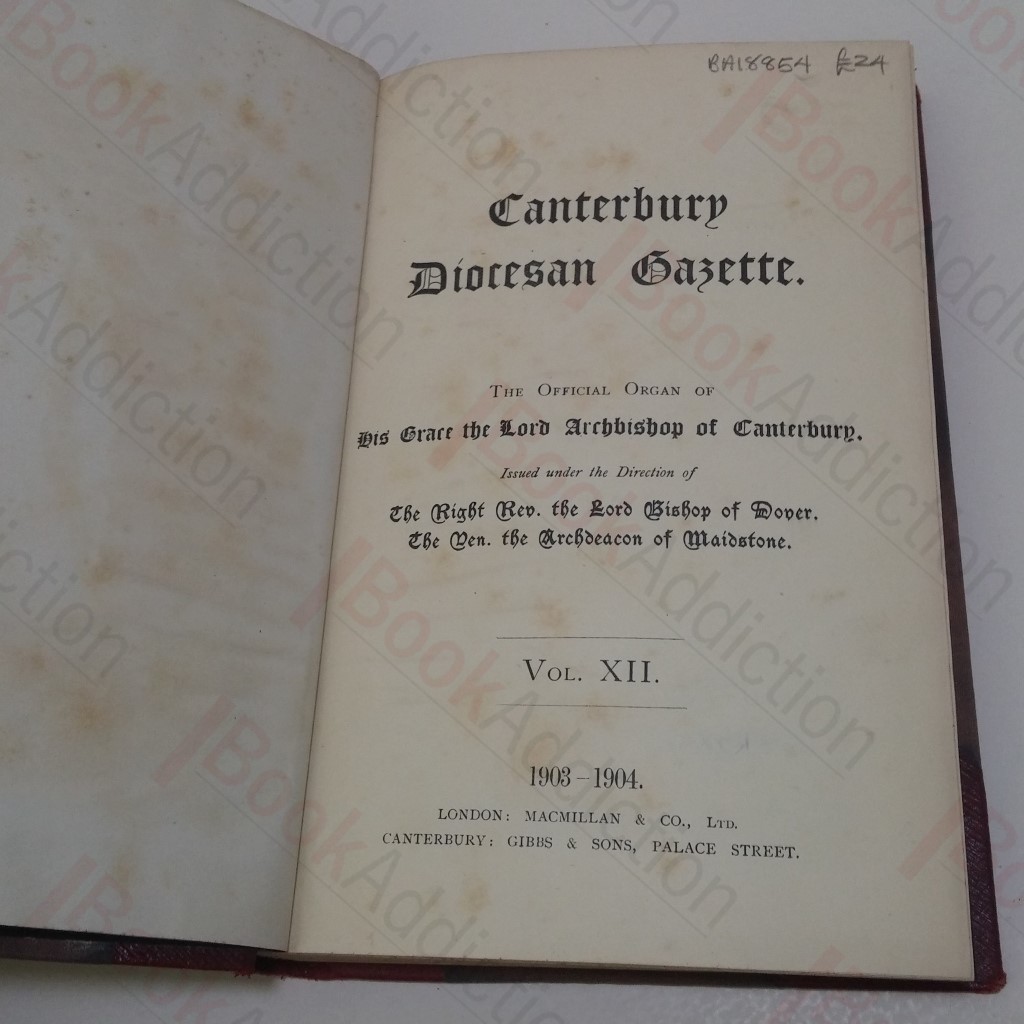 BA18854 £24
Canterbury
Diocesan Gazette.
THE OFFICIAL ORGAN OF
His Grace the Lord Archbishop of Canterbury.
Issued under the Direction of
The Right Rev. the Lord Bishop of Dover.
The Ven. the Archdeacon of Maidstone.
VOL. XII.
1903–1904.
LONDON: MACMILLAN & CO., LTD.
CANTERBURY: GIBBS & SONS, PALACE STREET.
BookAddiction